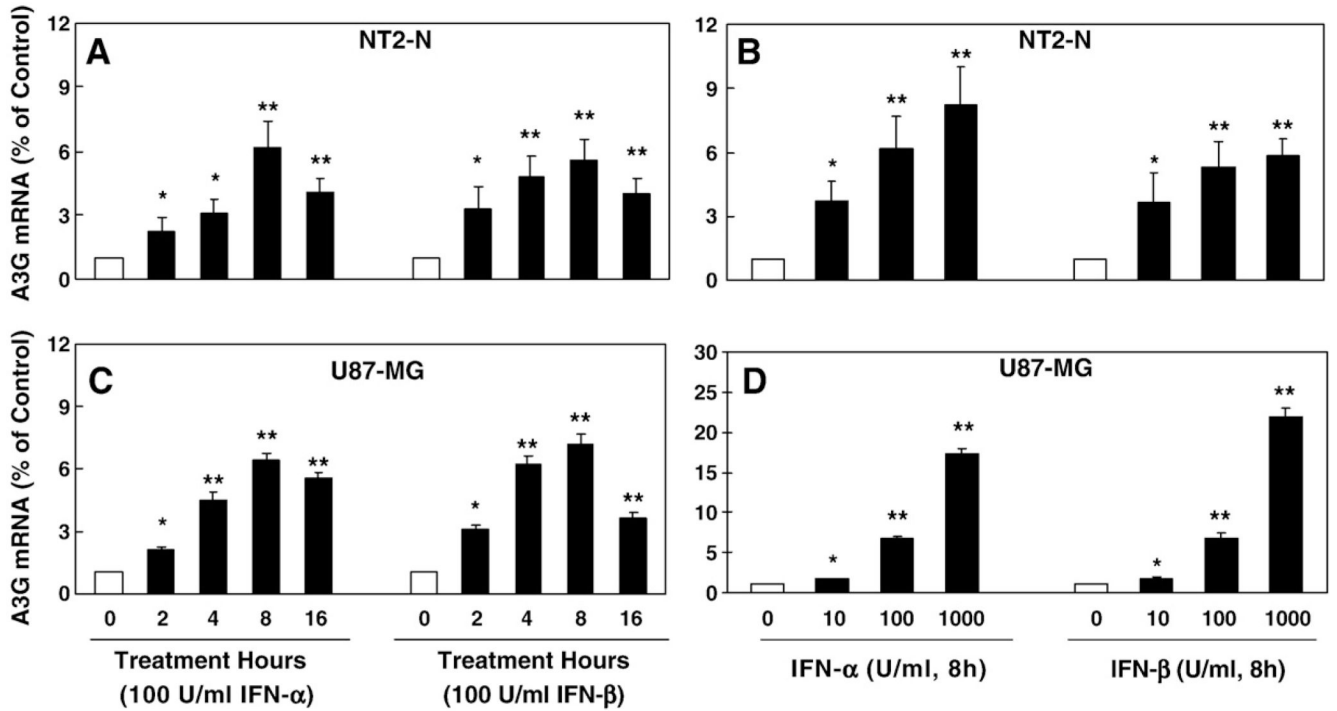 A3G mRNA (% of Control)
12
9
6
3
0
A
NT2-N
* * ** **
* ** ** **
12
9
6
3
0
B
NT2-N
* ** **
* ** **
A3G mRNA (% of Control)
12
9
6
3
0
C
U87-MG
* ** ** **
* ** ** **
0 2 4 8 16
Treatment Hours
(100 U/ml IFN-α)
0 2 4 8 16
Treatment Hours
(100 U/ml IFN-β)
30
25
20
15
10
5
0
D
U87-MG
* ** **
* ** **
0 10 100 1000
IFN-α (U/ml, 8h)
0 10 100 1000
IFN-β (U/ml, 8h)